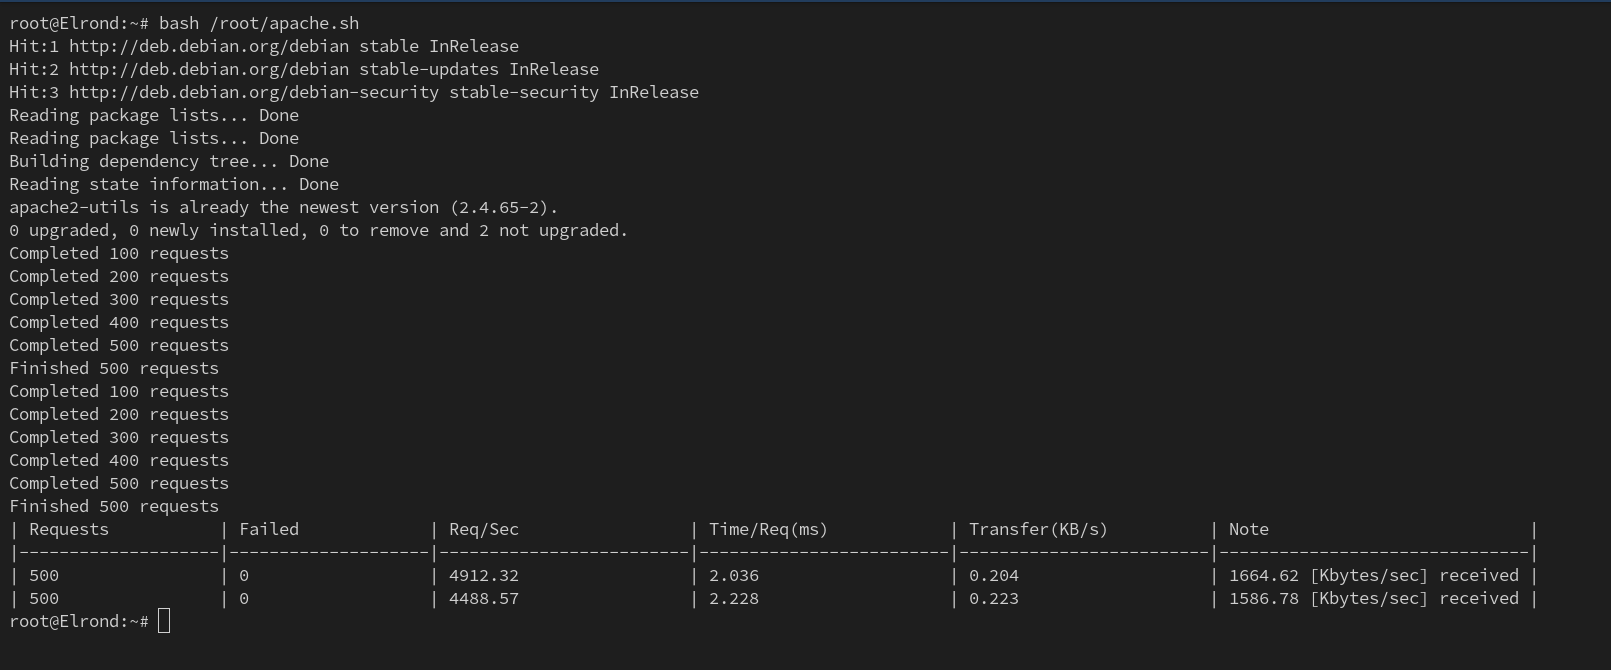 root@Elrond:~# bash /root/apache.sh
Hit:1 http://deb.debian.org/debian stable InRelease
Hit:2 http://deb.debian.org/debian stable-updates InRelease
Hit:3 http://deb.debian.org/debian-security stable-security InRelease
Reading package lists... Done
Reading package lists... Done
Building dependency tree... Done
Reading state information... Done
apache2-utils is already the newest version (2.4.65-2).
0 upgraded, 0 newly installed, 0 to remove and 2 not upgraded.
Completed 100 requests
Completed 200 requests
Completed 300 requests
Completed 400 requests
Completed 500 requests
Finished 500 requests
Completed 100 requests
Completed 200 requests
Completed 300 requests
Completed 400 requests
Completed 500 requests
Finished 500 requests
| Requests           | Failed             | Req/Sec                 | Time/Req(ms)            | Transfer(KB/s)          | Note                          |
|--------------------|--------------------|-------------------------|-------------------------|-------------------------|-------------------------------|
| 500                | 0                  | 4912.32                 | 2.036                   | 0.204                   | 1664.62 [Kbytes/sec] received |
| 500                | 0                  | 4488.57                 | 2.228                   | 0.223                   | 1586.78 [Kbytes/sec] received |
root@Elrond:~#